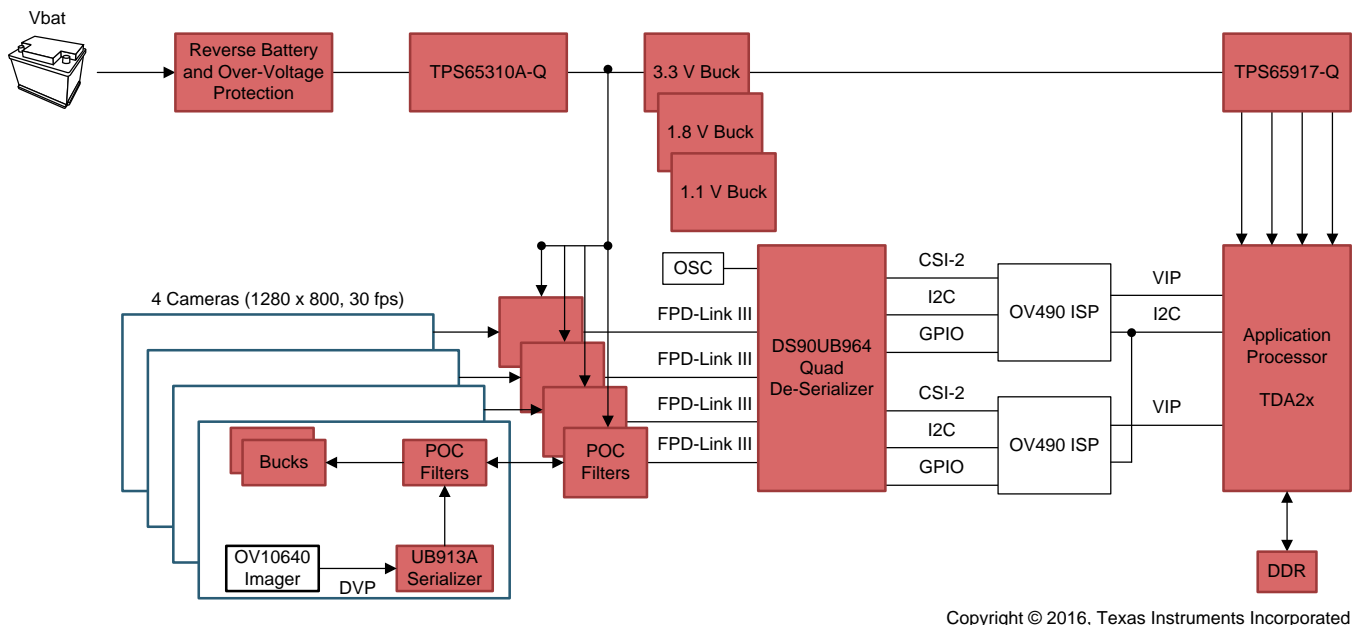 Vbat
Reverse Battery
and Over-Voltage
Protection
TPS65310A-Q
3.3 V Buck
1.8 V Buck
1.1 V Buck
TPS65917-Q
4 Cameras (1280 x 800, 30 fps)
OSC
FPD-Link III
FPD-Link III
FPD-Link III
FPD-Link III
DS90UB964
Quad
De-Serializer
CSI-2
I2C
GPIO
CSI-2
I2C
GPIO
OV490 ISP
OV490 ISP
VIP
I2C
VIP
Application
Processor
TDA2x
Bucks
POC
Filters
POC
Filters
OV10640
Imager
DVP
UB913A
Serializer
DDR
Copyright © 2016, Texas Instruments Incorporated